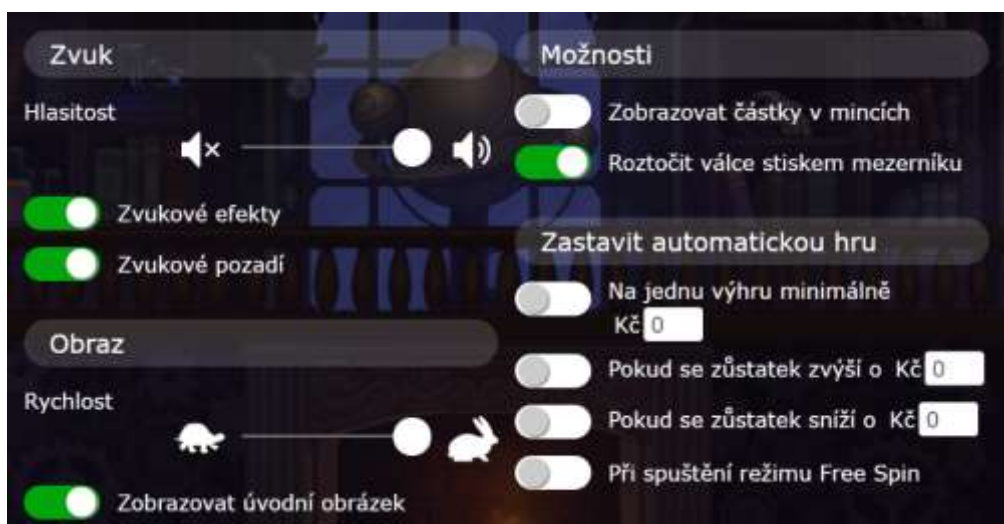 Zvuk
Hlasitost
Zvukové efekty
Zvukové pozadí
Obraz
Rychlost
Zobrazovat úvodní obrázek
Možnosti
Zobrazovat částky v mincích
Roztočit válce stiskem mezerníku
Zastavit automatickou hru
Na jednu výhru minimálně
Kč 0
Pokud se zůstatek zvýší o Kč 0
Pokud se zůstatek sníží o Kč 0
Při spuštění režimu Free Spin